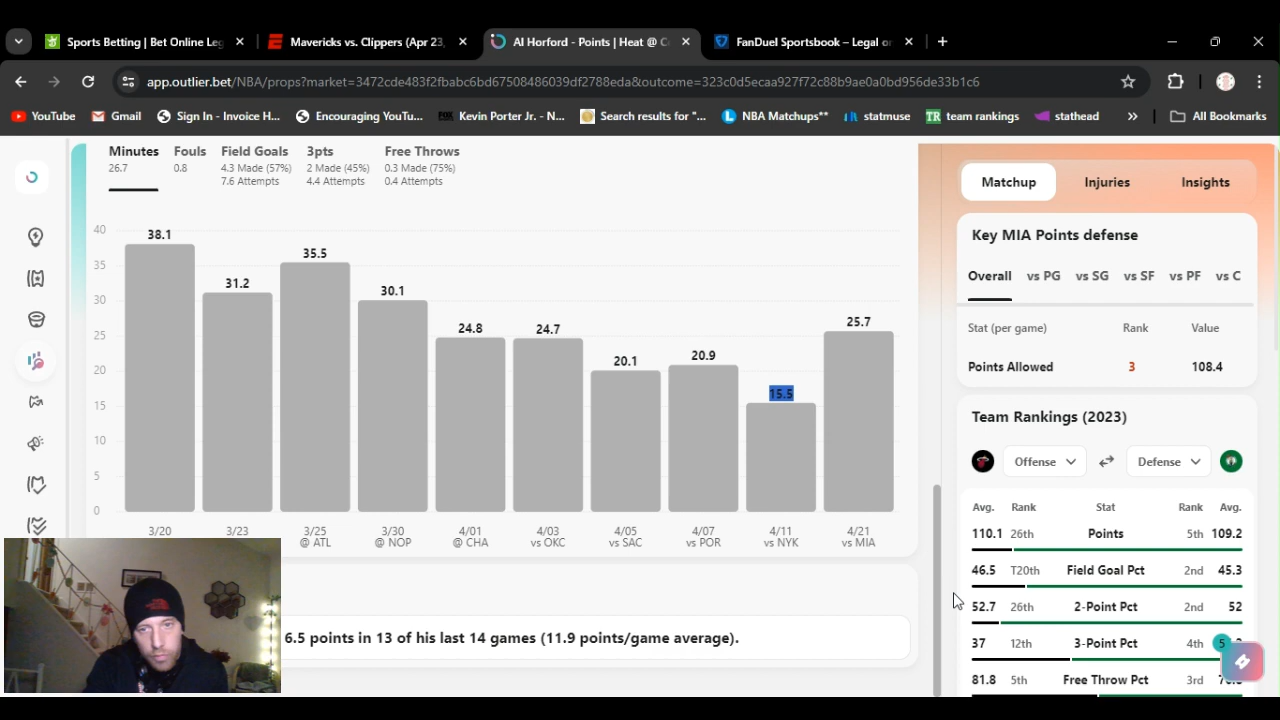 Sports Betting | Bet Online Leg
Mavericks vs. Clippers (Apr 23,
Al Horford - Points | Heat @ C
FanDuel Sportsbook – Legal or
app.outlier.bet/NBA/props?market=3472cde483f2fbabc6bd67508486039df2788eda&outcome=323c0d5ecaa927f72c88b9ae0a0bd956de33b1c6
YouTube
Gmail
Sign In - Invoice H...
Encouraging YouTu...
Kevin Porter Jr. - N...
Search results for "...
NBA Matchups**
statmuse
team rankings
stathead
All Bookmarks
Minutes Fouls Field Goals 3pts Free Throws
26.7 0.8 4.3 Made (57%) 2 Made (45%) 0.3 Made (75%)
7.6 Attempts 4.4 Attempts 0.4 Attempts
40
35
30
25
20
15
10
5
0
38.1
31.2
35.5
30.1
24.8
24.7
20.1
20.9
15.5
25.7
3/20 3/23 3/25 3/30 4/01 4/03 4/05 4/07 4/11 4/21
@ ATL @ NOP @ CHA vs OKC vs SAC vs POR vs NYK vs MIA
6.5 points in 13 of his last 14 games (11.9 points/game average).
Matchup Injuries Insights
Key MIA Points defense
Overall vs PG vs SG vs SF vs PF vs C
Stat (per game) Rank Value
Points Allowed 3 108.4
Team Rankings (2023)
Offense Defense
Avg. Rank Stat Rank Avg.
110.1 26th Points 5th 109.2
46.5 T20th Field Goal Pct 2nd 45.3
52.7 26th 2-Point Pct 2nd 52
37 12th 3-Point Pct 4th
81.8 5th Free Throw Pct 3rd